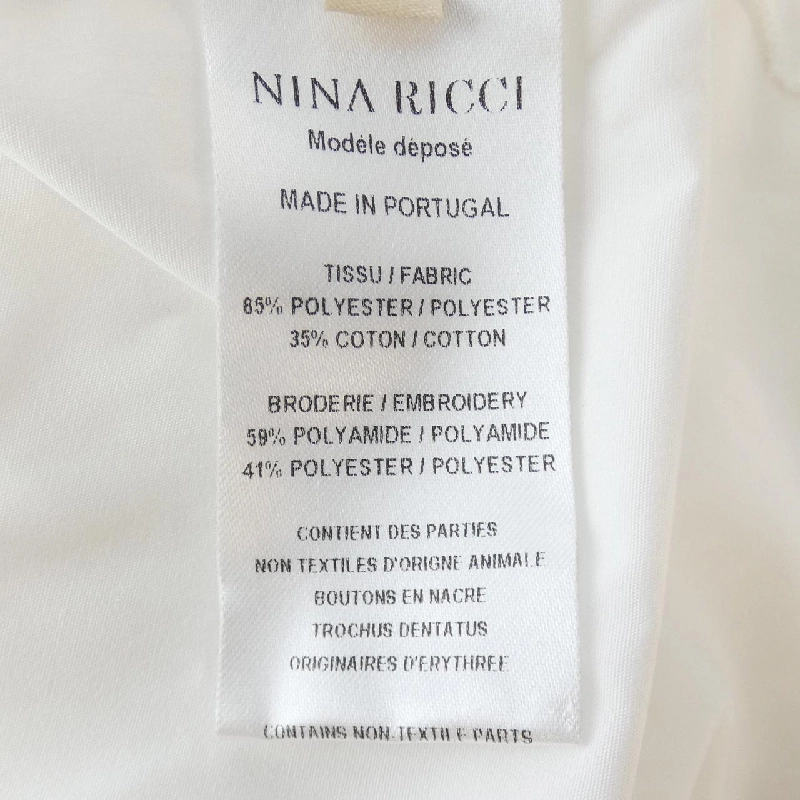 NINA RICCI
Modèle déposé
MADE IN PORTUGAL
TISSU / FABRIC
65% POLYESTER / POLYESTER
35% COTON / COTTON
BRODERIE / EMBROIDERY
59% POLYAMIDE / POLYAMIDE
41% POLYESTER / POLYESTER
CONTIENT DES PARTIES
NON TEXTILES D'ORIGNE ANIMALE
BOUTONS EN NACRE
TROCHUS DENTATUS
ORIGINAIRES D'ERYTHREE
CONTAINS NON-TEXTILE PARTS